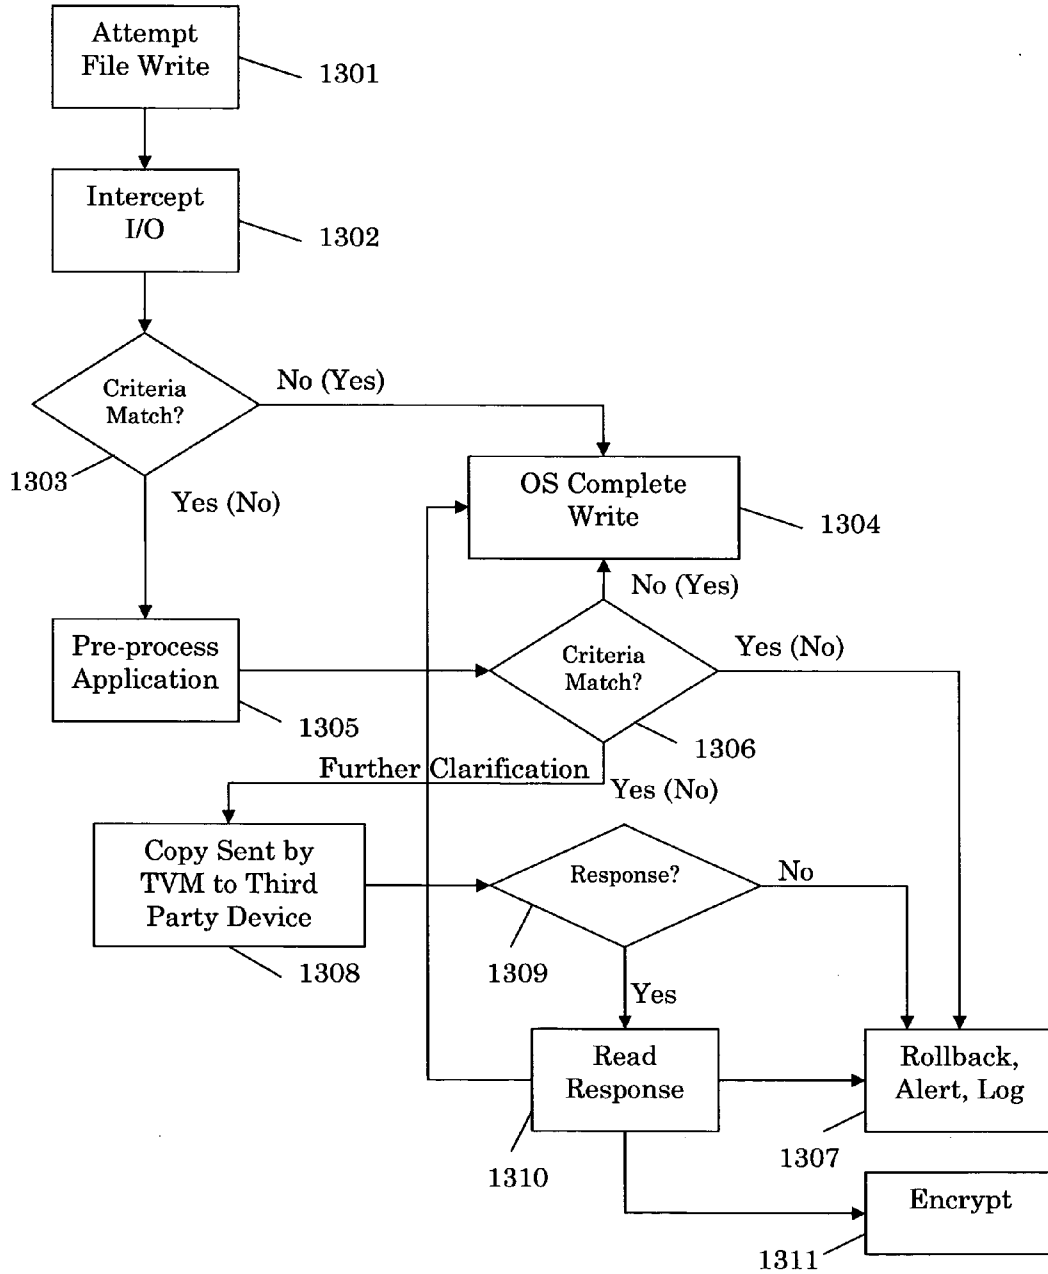 Attempt
File Write
1301
Intercept
I/O
1302
Criteria
Match?
1303
No (Yes)
Yes (No)
OS Complete
Write
1304
No (Yes)
Pre-process
Application
1305
Criteria
Match?
1306
Yes (No)
Further Clarification
Yes (No)
Copy Sent by
TVM to Third
Party Device
1308
Response?
1309
No
Yes
Read
Response
1310
Rollback,
Alert, Log
1307
Encrypt
1311